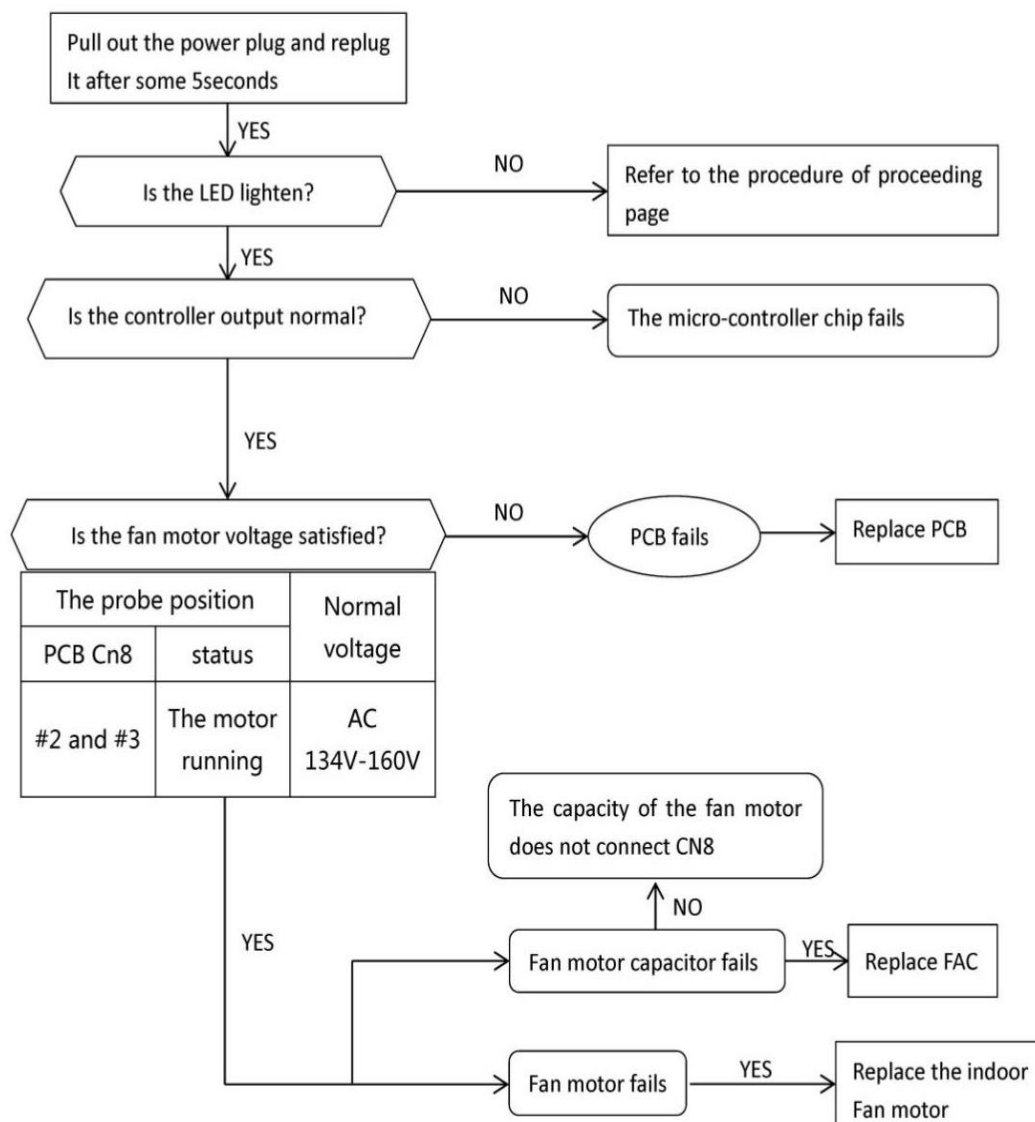 Pull out the power plug and replug
It after some 5seconds
YES
Is the LED lighten?
NO
Refer to the procedure of proceeding
page
YES
Is the controller output normal?
NO
The micro-controller chip fails
YES
Is the fan motor voltage satisfied?
NO
PCB fails
Replace PCB
The probe position
Normal
voltage
PCB Cn8
status
#2 and #3
The motor
running
AC
134V-160V
The capacity of the fan motor
does not connect CN8
NO
YES
Fan motor capacitor fails
YES
Replace FAC
Fan motor fails
YES
Replace the indoor
Fan motor